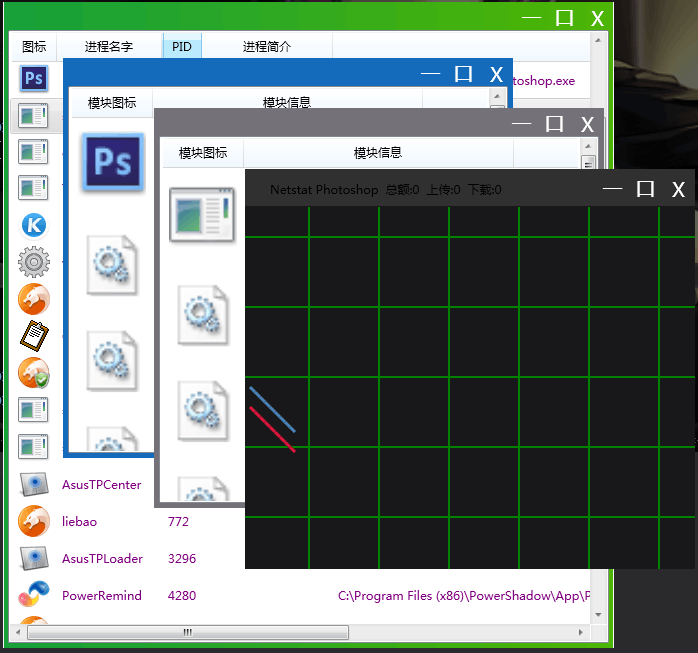 图标 进程名字 PID 进程简介
Ps toshop.exe
模块图标 模块信息
Ps
模块图标 模块信息
Netstat Photoshop 总额:0 上传:0 下载:0
K
AsusTPCenter
liebao 772
AsusTPLoader 3296
PowerRemind 4280 C:\Program Files (x86)\PowerShadow\App\P